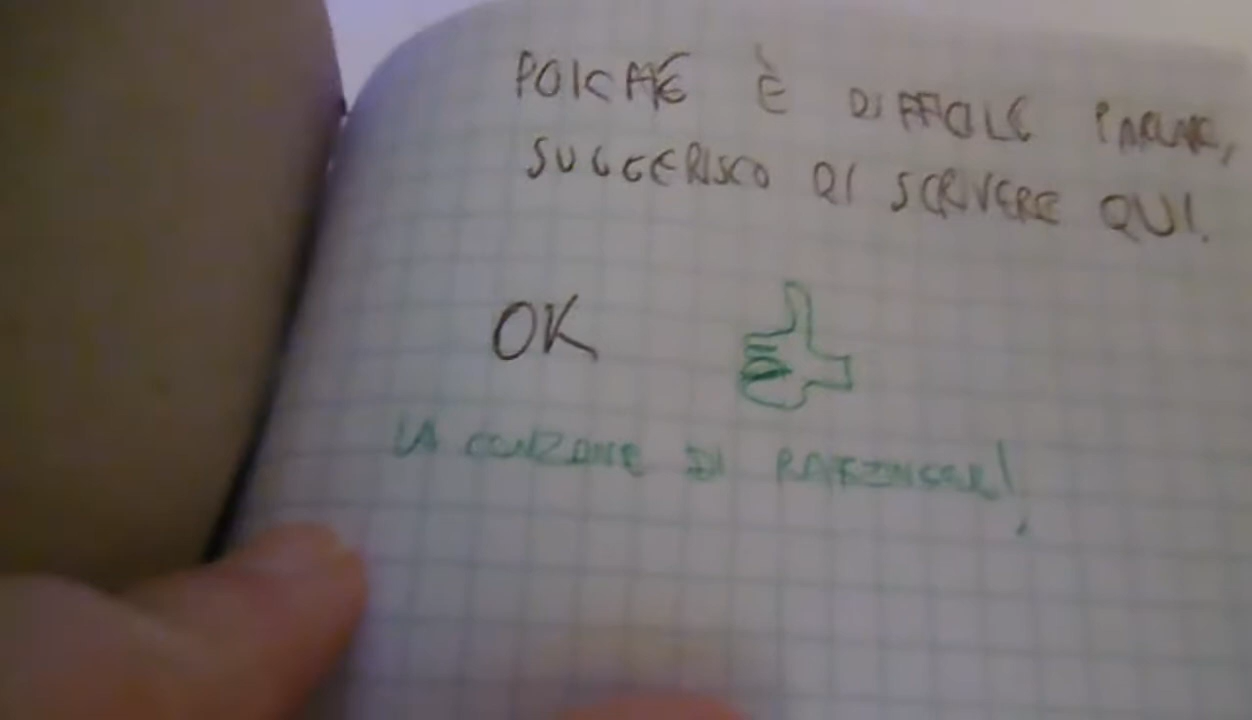 POICHÉ È DIFFICILE PARLARE,
SUGGERISCO DI SCRIVERE QUI.
OK
LA CANZONE DI RATZINGER!